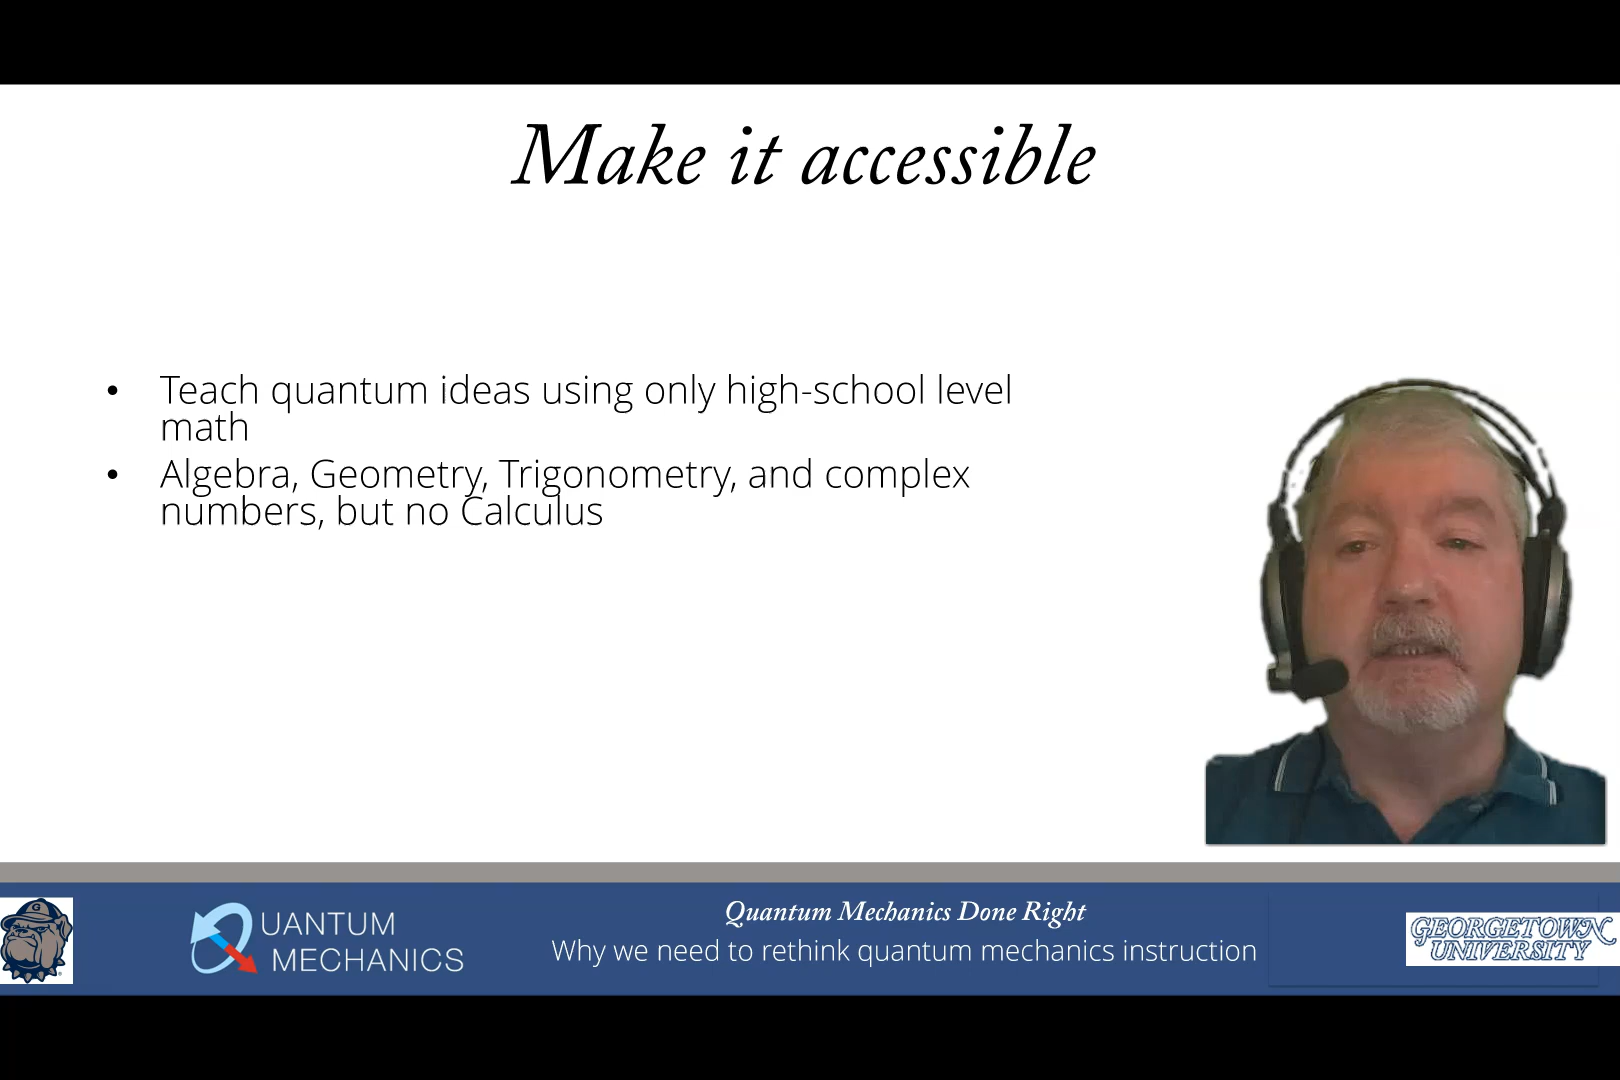 Make it accessible
• Teach quantum ideas using only high-school level
math
• Algebra, Geometry, Trigonometry, and complex
numbers, but no Calculus
G
QUANTUM
MECHANICS
Quantum Mechanics Done Right
Why we need to rethink quantum mechanics instruction
GEORGETOWN
UNIVERSITY